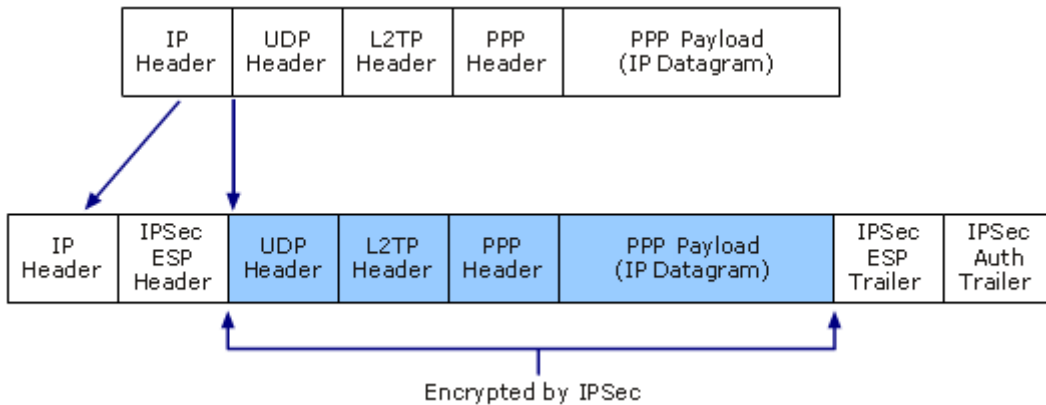 IP
Header
UDP
Header
L2TP
Header
PPP
Header
PPP Payload
(IP Datagram)
IP
Header
IPSec
ESP
Header
UDP
Header
L2TP
Header
PPP
Header
PPP Payload
(IP Datagram)
IPSec
ESP
Trailer
IPSec
Auth
Trailer
Encrypted by IPSec